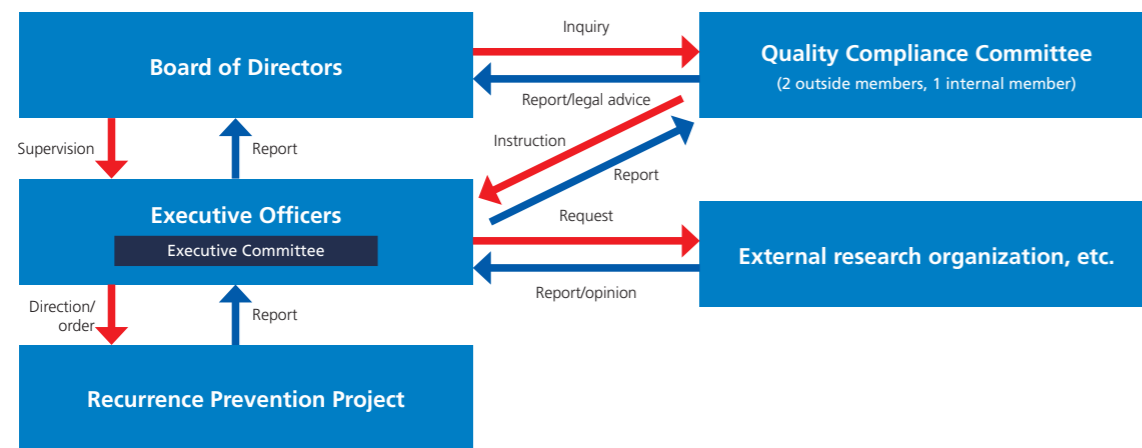 Inquiry
Board of Directors
Quality Compliance Committee
(2 outside members, 1 internal member)
Report/legal advice
Supervision
Report
Instruction
Report
Executive Officers
Executive Committee
Request
External research organization, etc.
Report/opinion
Direction/
order
Report
Recurrence Prevention Project